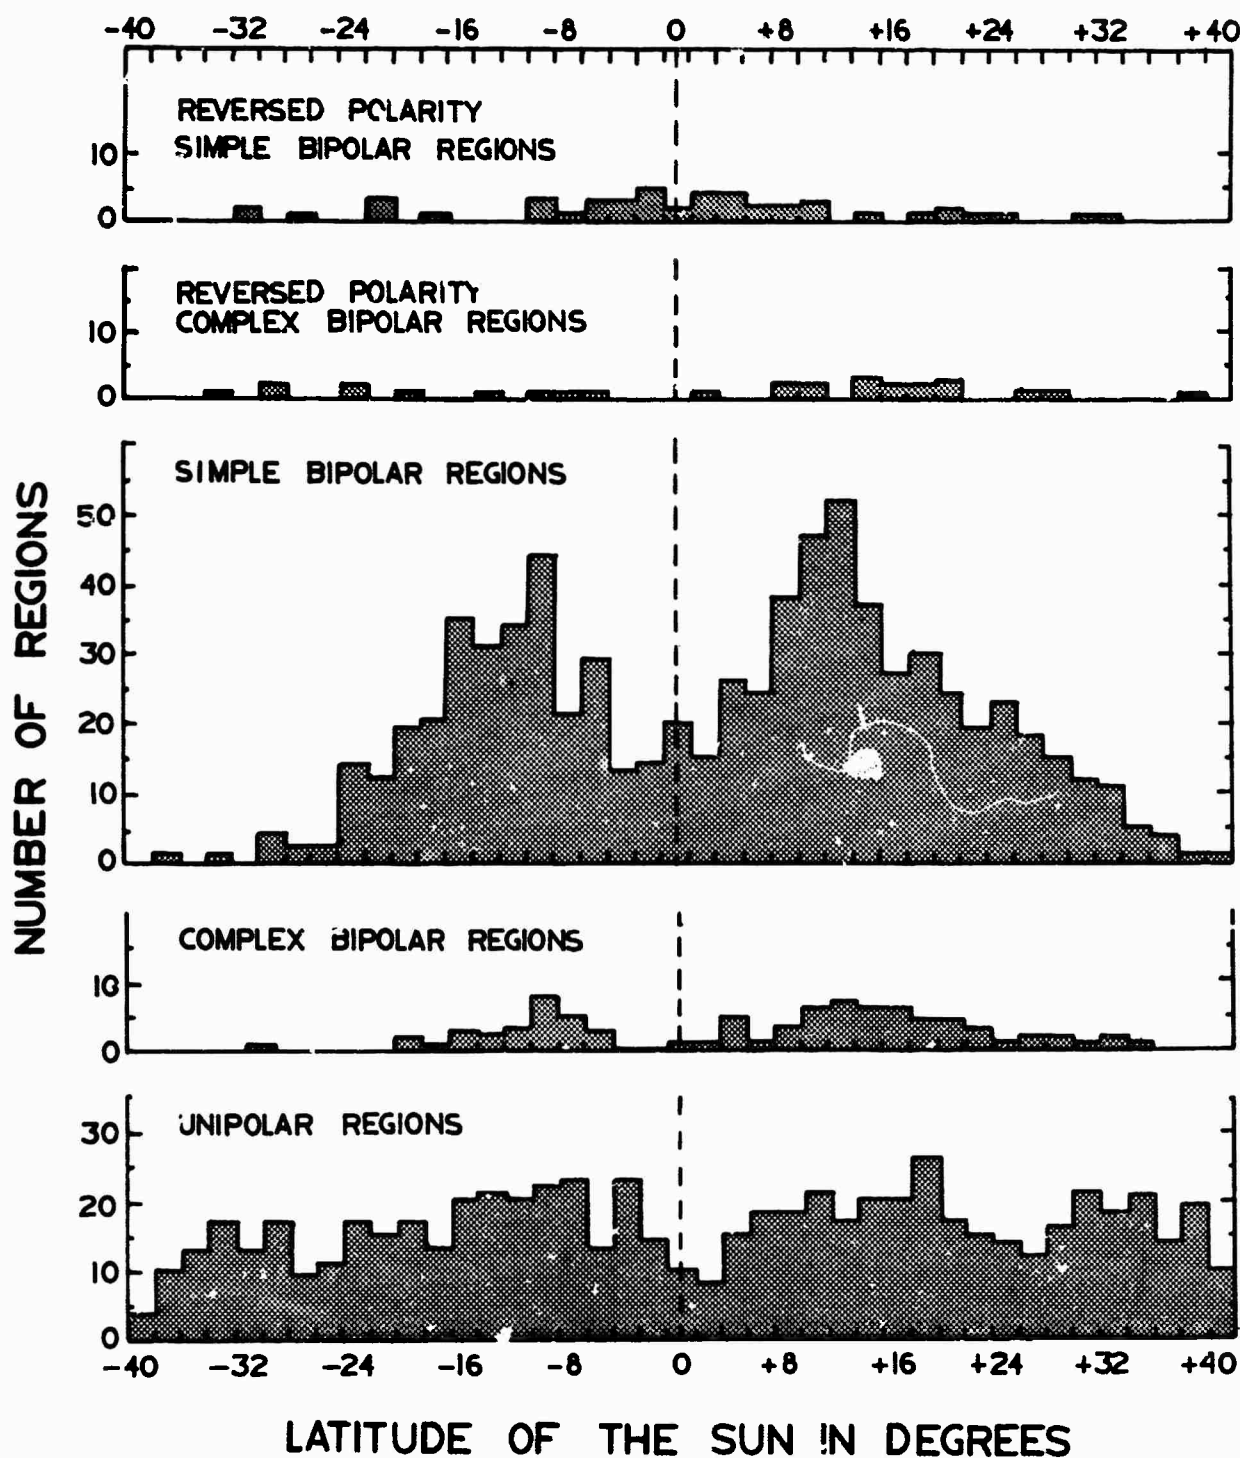 -40 -32 -24 -16 -8 0 +8 +16 +24 +32 +40
REVERSED POLARITY
SIMPLE BIPOLAR REGIONS
10
0
REVERSED POLARITY
COMPLEX BIPOLAR REGIONS
10
0
SIMPLE BIPOLAR REGIONS
50
40
30
20
10
0
NUMBER OF REGIONS
COMPLEX BIPOLAR REGIONS
10
0
UNIPOLAR REGIONS
30
20
10
0
-40 -32 -24 -16 -8 0 +8 +16 +24 +32 +40
LATITUDE OF THE SUN IN DEGREES